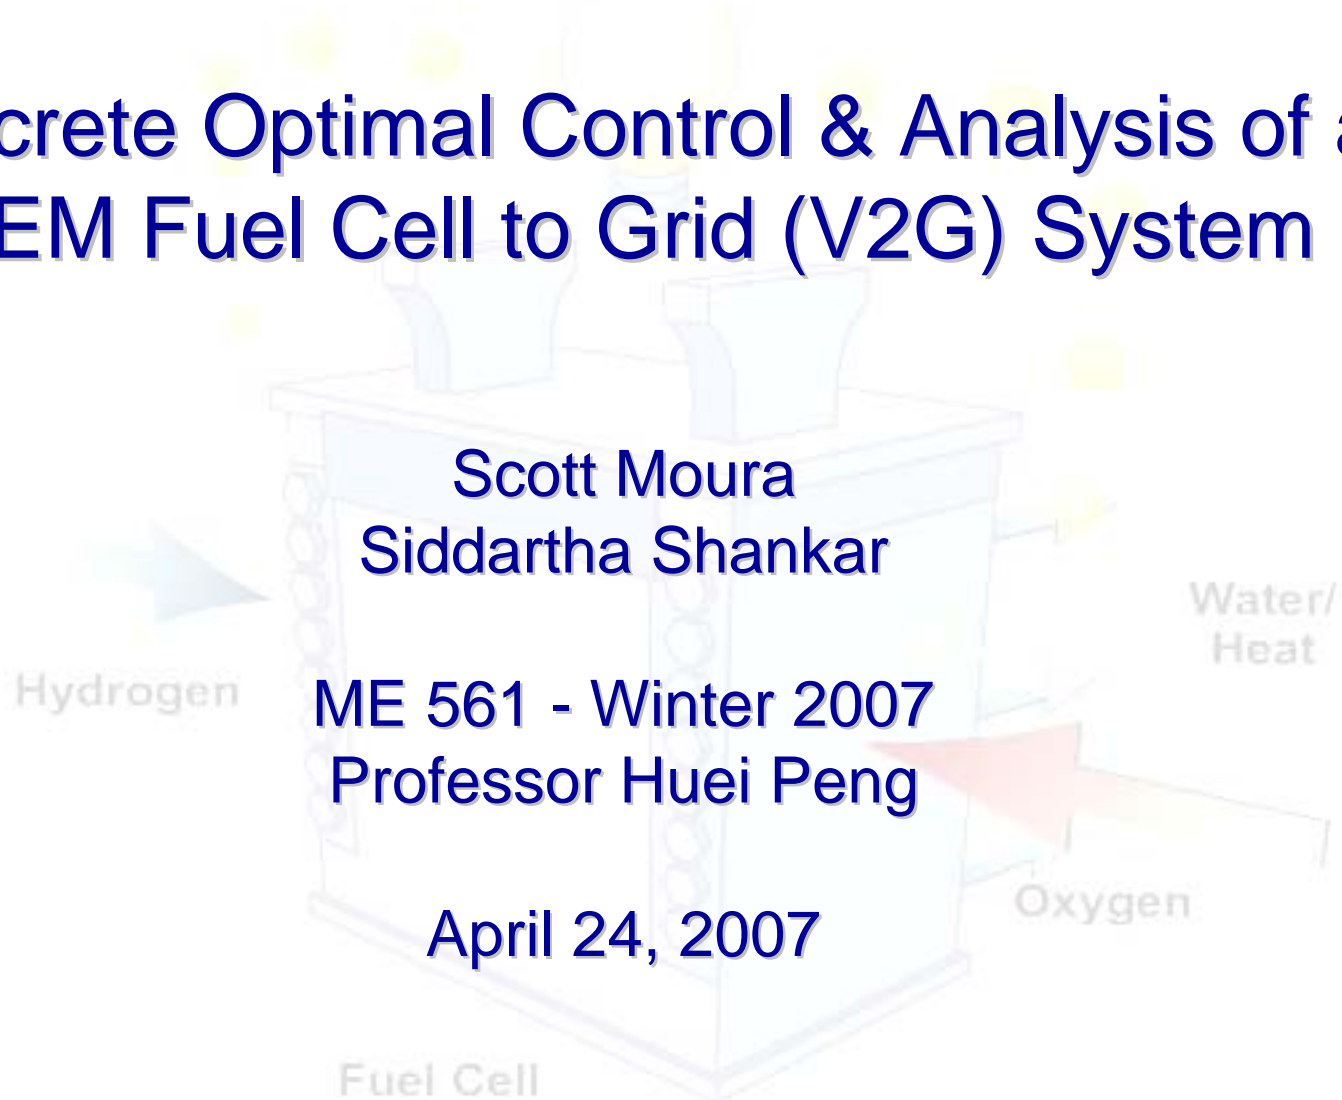 crete Optimal Control & Analysis of a
EM Fuel Cell to Grid (V2G) System
Scott Moura
Siddartha Shankar
Water/
Heat
Hydrogen
ME 561 - Winter 2007
Professor Huei Peng
Oxygen
April 24, 2007
Fuel Cell